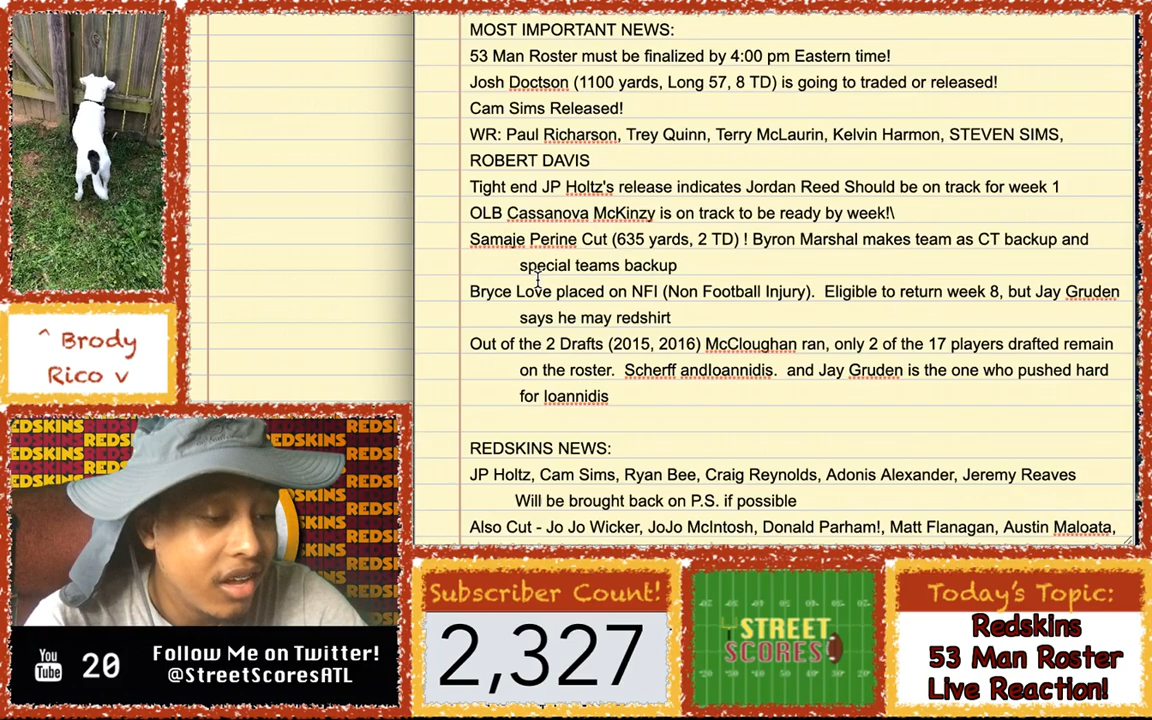 MOST IMPORTANT NEWS:
53 Man Roster must be finalized by 4:00 pm Eastern time!
Josh Doctson (1100 yards, Long 57, 8 TD) is going to traded or released!
Cam Sims Released!
WR: Paul Richarson, Trey Quinn, Terry McLaurin, Kelvin Harmon, STEVEN SIMS,
ROBERT DAVIS
Tight end JP Holtz's release indicates Jordan Reed Should be on track for week 1
OLB Cassanova McKinzy is on track to be ready by week!\
Samaje Perine Cut (635 yards, 2 TD) ! Byron Marshal makes team as CT backup and
special teams backup
Bryce Love placed on NFI (Non Football Injury).  Eligible to return week 8, but Jay Gruden
says he may redshirt
Out of the 2 Drafts (2015, 2016) McCloughan ran, only 2 of the 17 players drafted remain
on the roster.  Scherff andIoannidis.  and Jay Gruden is the one who pushed hard
for Ioannidis
REDSKINS NEWS:
JP Holtz, Cam Sims, Ryan Bee, Craig Reynolds, Adonis Alexander, Jeremy Reaves
Will be brought back on P.S. if possible
Also Cut - Jo Jo Wicker, JoJo McIntosh, Donald Parham!, Matt Flanagan, Austin Maloata,
^ Brody
Rico v
REDSKINS REDSKINS REDSKINS
You Tube 20
Follow Me on Twitter!
@StreetScoresATL
Subscriber Count!
2,327
STREET
SCORES
Today's Topic:
Redskins
53 Man Roster
Live Reaction!